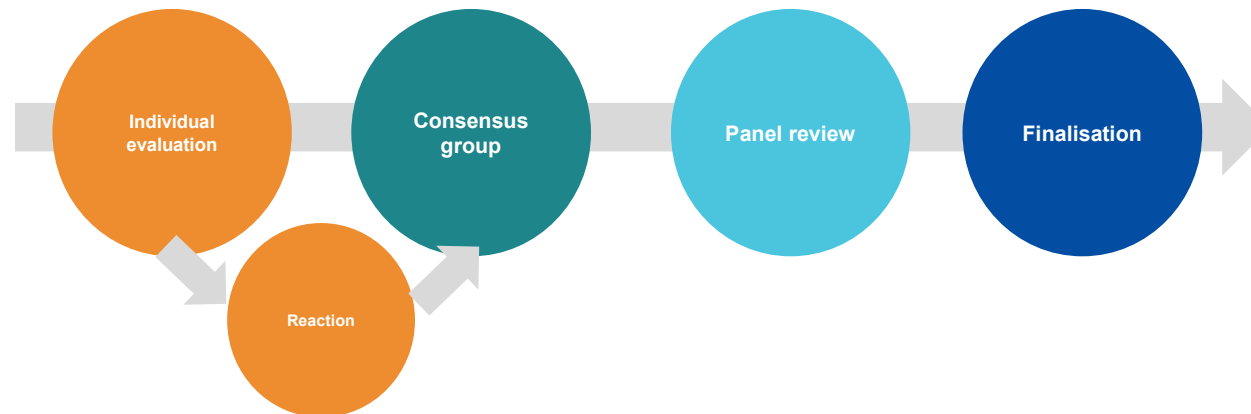 Individual
evaluation
Consensus
group
Panel review
Finalisation
Reaction